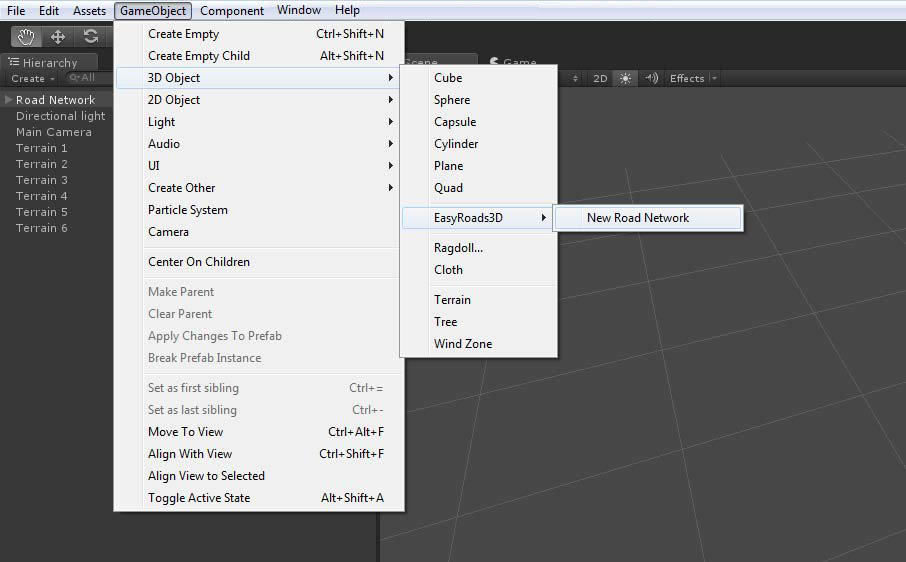 File Edit Assets GameObject Component Window Help
Hierarchy
Create
All
Road Network
Directional light
Main Camera
Terrain 1
Terrain 2
Terrain 3
Terrain 4
Terrain 5
Terrain 6
Create Empty Ctrl+Shift+N
Create Empty Child Alt+Shift+N
3D Object
2D Object
Light
Audio
UI
Create Other
Particle System
Camera
Center On Children
Make Parent
Clear Parent
Apply Changes To Prefab
Break Prefab Instance
Set as first sibling Ctrl+=
Set as last sibling Ctrl+-
Move To View Ctrl+Alt+F
Align With View Ctrl+Shift+F
Align View to Selected
Toggle Active State Alt+Shift+A
Scene Game
2D Effects
Cube
Sphere
Capsule
Cylinder
Plane
Quad
EasyRoads3D
Ragdoll...
Cloth
Terrain
Tree
Wind Zone
New Road Network